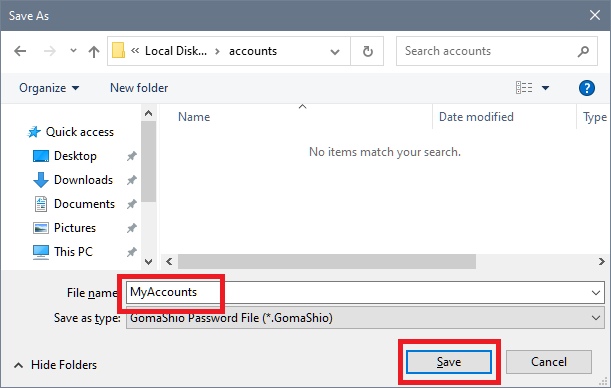 Save As
« Local Disk... › accounts
Search accounts
Organize
New folder
?
Name
Date modified
Type
Quick access
Desktop
Downloads
Documents
Pictures
This PC
No items match your search.
File name: MyAccounts
Save as type: GomaShio Password File (*.GomaShio)
Hide Folders
Save
Cancel